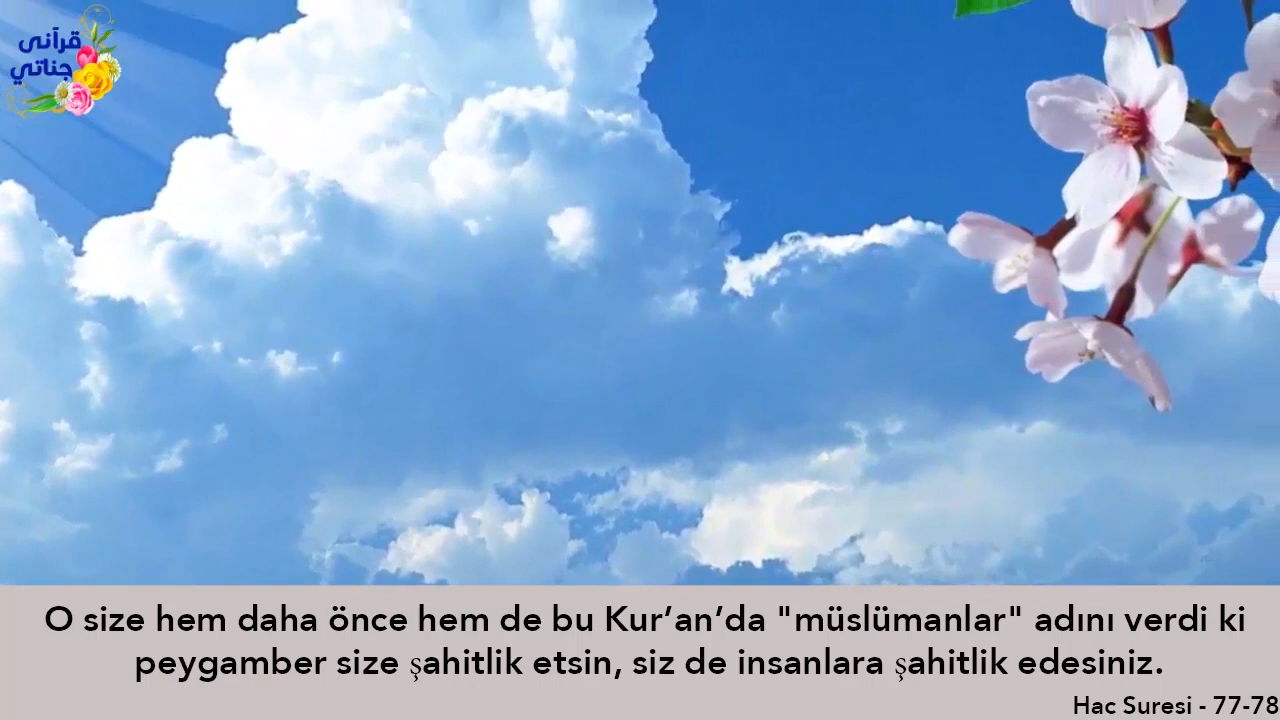 قرآنی
جناتي
O size hem daha önce hem de bu Kur’an’da "müslümanlar" adını verdi ki
peygamber size şahitlik etsin, siz de insanlara şahitlik edesiniz.
Hac Suresi - 77-78